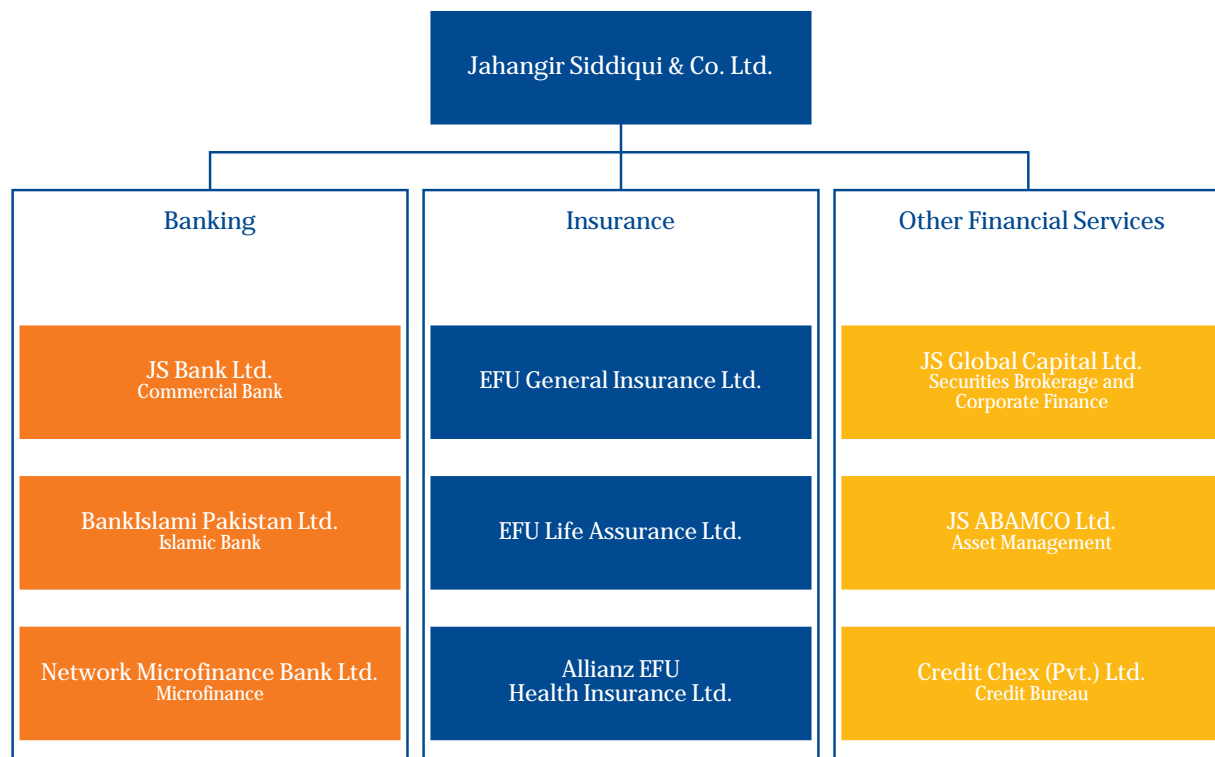 Jahangir Siddiqui & Co. Ltd.
Banking
JS Bank Ltd.
Commercial Bank
BankIslami Pakistan Ltd.
Islamic Bank
Network Microfinance Bank Ltd.
Microfinance
Insurance
EFU General Insurance Ltd.
EFU Life Assurance Ltd.
Allianz EFU
Health Insurance Ltd.
Other Financial Services
JS Global Capital Ltd.
Securities Brokerage and
Corporate Finance
JS ABAMCO Ltd.
Asset Management
Credit Chex (Pvt.) Ltd.
Credit Bureau